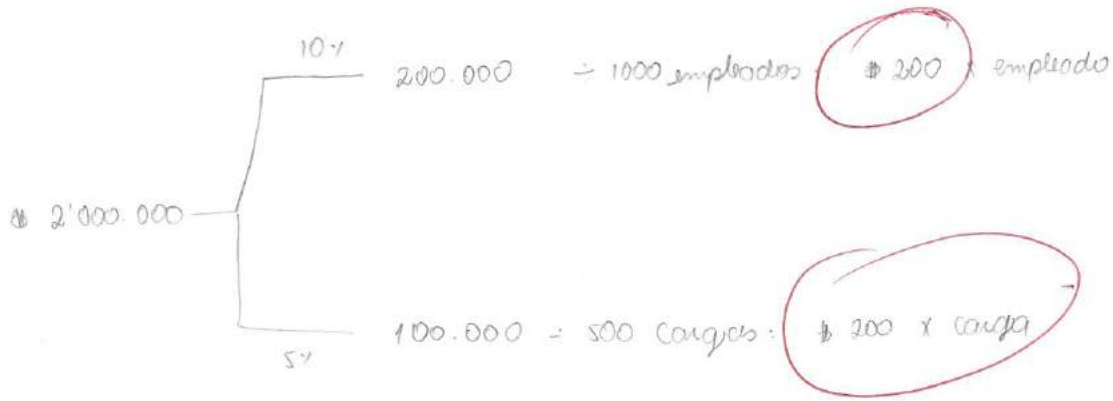 10%
200.000 ÷ 1000 empleados: $ 200 x empleado
$ 2'000.000
100.000 ÷ 500 cargas: $ 200 x carga
5%